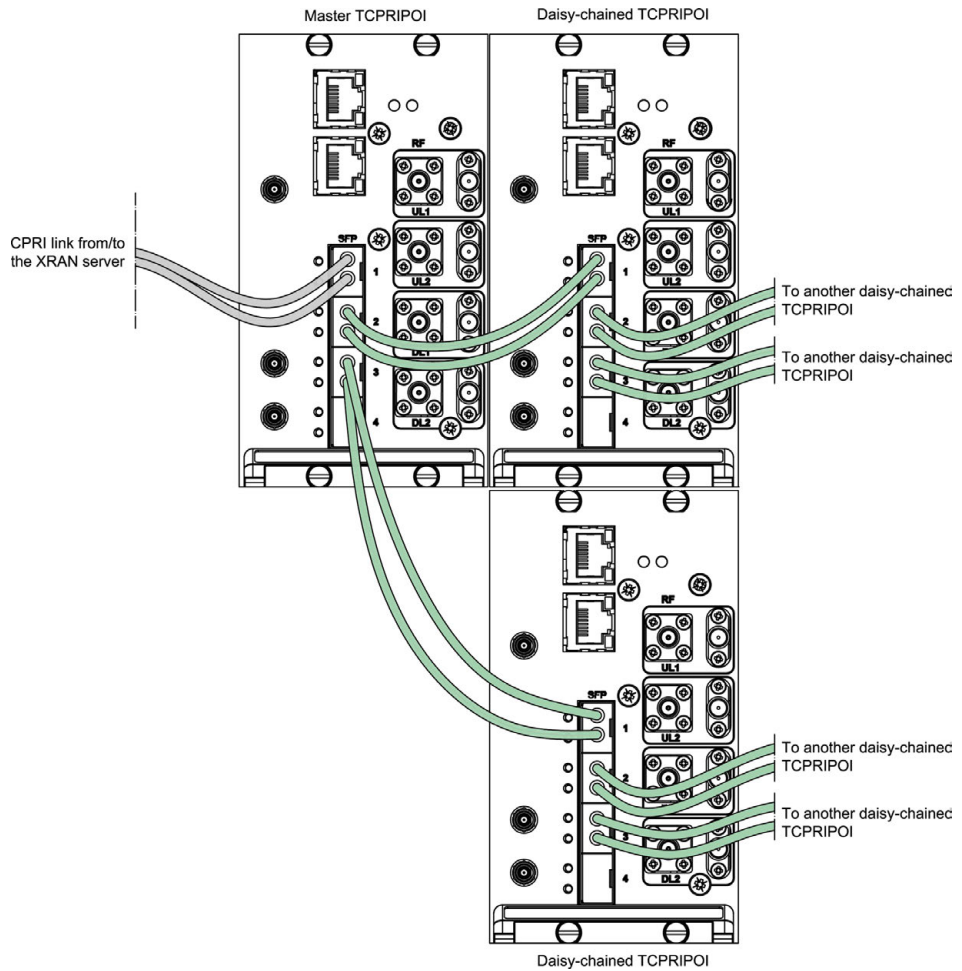 Master TCPRIPOI
Daisy-chained TCPRIPOI
RF
UL1
SFP
1
UL2
2
DL1
3
4
DL2
RF
UL1
SFP
1
UL2
2
3
4
DL2
CPRI link from/to
the XRAN server
To another daisy-chained
TCPRIPOI
To another daisy-chained
TCPRIPOI
RF
UL1
SFP
1
UL2
2
3
4
DL2
To another daisy-chained
TCPRIPOI
To another daisy-chained
TCPRIPOI
Daisy-chained TCPRIPOI